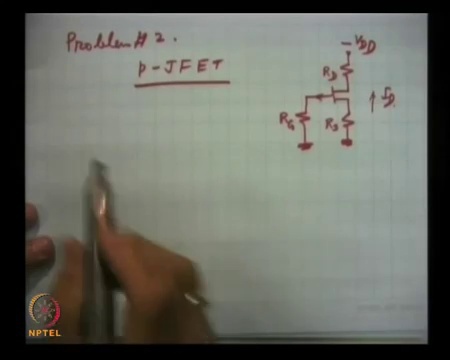 Problem # 2.
p-JFET
-VDD
RD
ID.
RG
RS
NPTEL